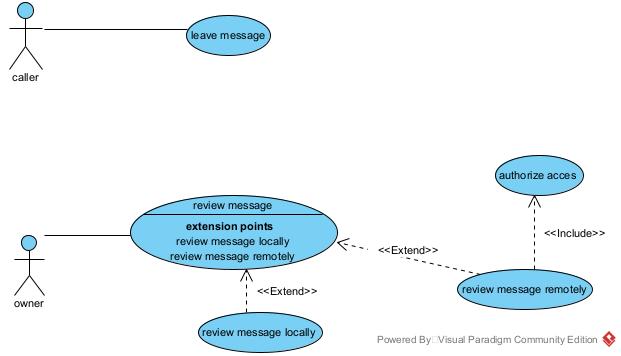 leave message
caller
authorize acces
review message
extension points
review message locally
review message remotely
<<Include>>
<<Extend>>
owner
<<Extend>>
review message remotely
review message locally
Powered By Visual Paradigm Community Edition